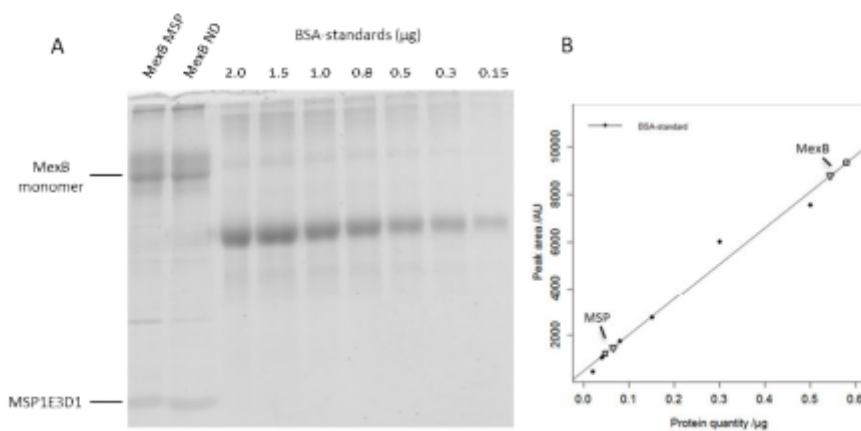 A
MexB MSP
MexB ND
BSA-standards (µg)
2.0 1.5 1.0 0.8 0.5 0.3 0.15
MexB
monomer
MSP1E3D1
B
BSA-standard
MexB
MSP
Peak area /AU
2000 4000 6000 8000 10000
0.0 0.1 0.2 0.3 0.4 0.5 0.6
Protein quantity /µg